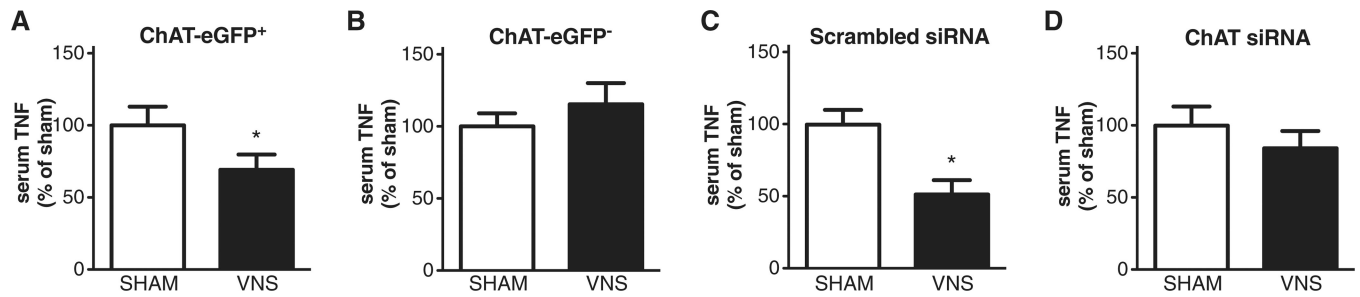 A
ChAT-eGFP⁺
serum TNF
(% of sham)
150
100
50
0
*
SHAM VNS
B
ChAT-eGFP⁻
serum TNF
(% of sham)
150
100
50
0
SHAM VNS
C
Scrambled siRNA
serum TNF
(% of sham)
150
100
50
0
*
SHAM VNS
D
ChAT siRNA
serum TNF
(% of sham)
150
100
50
0
SHAM VNS